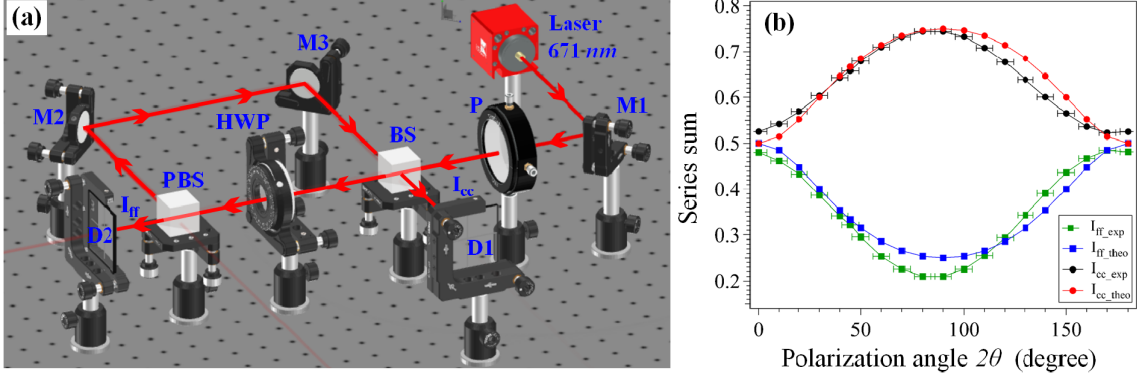 (a)
Laser
671-nm
M3
M2
HWP
P
M1
BS
PBS
Icc
Iff
D2
D1
(b)
Series sum
0.8
0.7
0.6
0.5
0.4
0.3
0.2
0
50
100
150
Polarization angle 2θ (degree)
Iff_exp
Iff_theo
Icc_exp
Icc_theo